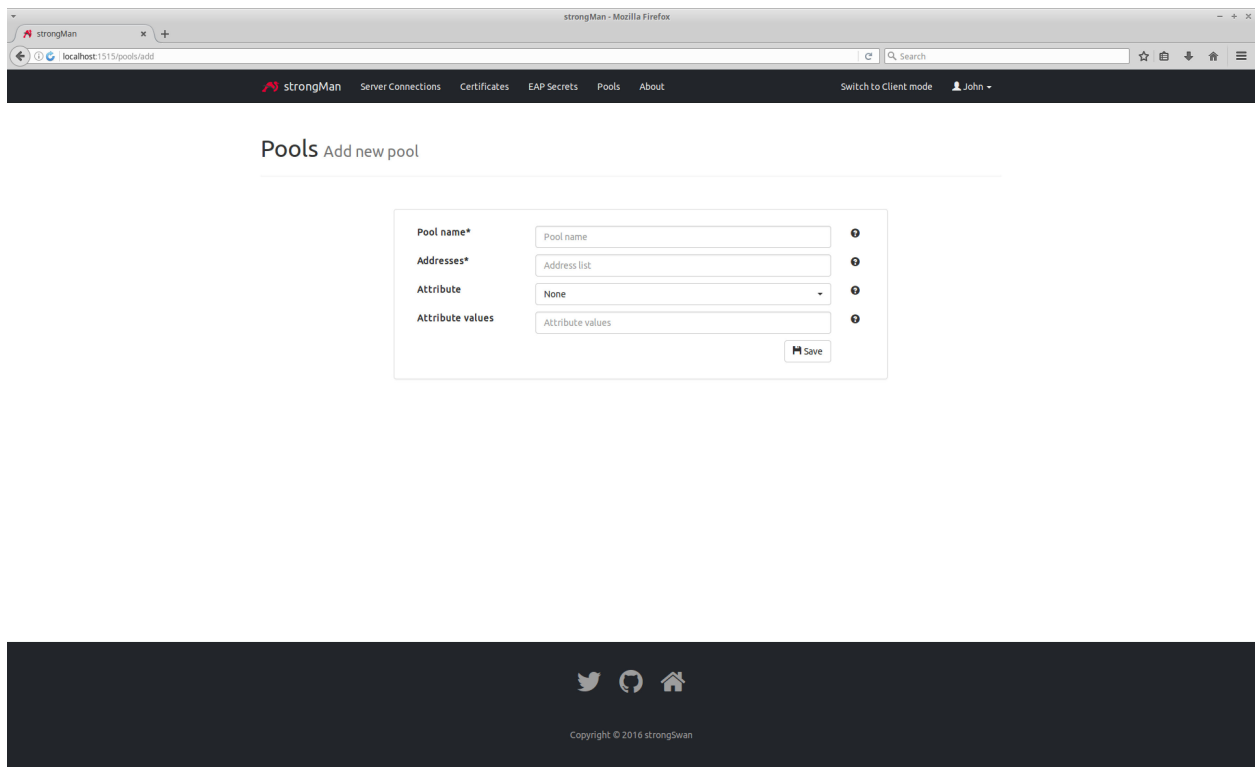 strongMan - Mozilla Firefox
strongMan
localhost:1515/pools/add
Search
strongMan Server Connections Certificates EAP Secrets Pools About Switch to Client mode John
Pools Add new pool
Pool name* Pool name
Addresses* Address list
Attribute None
Attribute values Attribute values
Save
Copyright © 2016 strongSwan